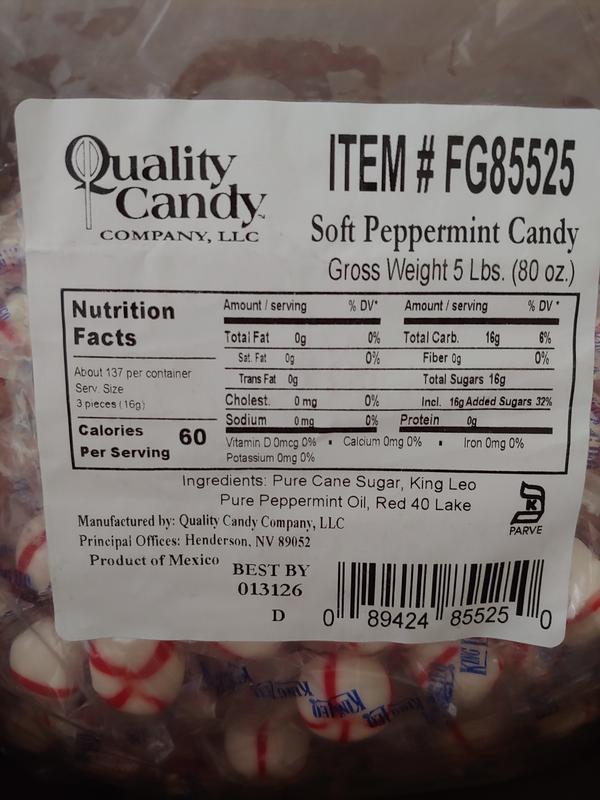 Quality
Candy
COMPANY, LLC
ITEM # FG85525
Soft Peppermint Candy
Gross Weight 5 Lbs. (80 oz.)
Nutrition
Facts
About 137 per container
Serv. Size
3 pieces (16g)
Calories 60
Per Serving
Amount / serving % DV*
Total Fat 0g 0%
Sat. Fat 0g 0%
Trans Fat 0g
Cholest. 0 mg 0%
Sodium 0 mg 0%
Amount / serving % DV *
Total Carb. 16g 6%
Fiber 0g 0%
Total Sugars 16g
Incl. 16g Added Sugars 32%
Protein 0g
Vitamin D 0mcg 0% ▪ Calcium 0mg 0% ▪ Iron 0mg 0%
Potassium 0mg 0%
Ingredients: Pure Cane Sugar, King Leo
Pure Peppermint Oil, Red 40 Lake
K
PARVE
Manufactured by: Quality Candy Company, LLC
Principal Offices: Henderson, NV 89052
Product of Mexico
BEST BY
013126
D
0 89424 85525 0
KING LEO
KING LEO
KING